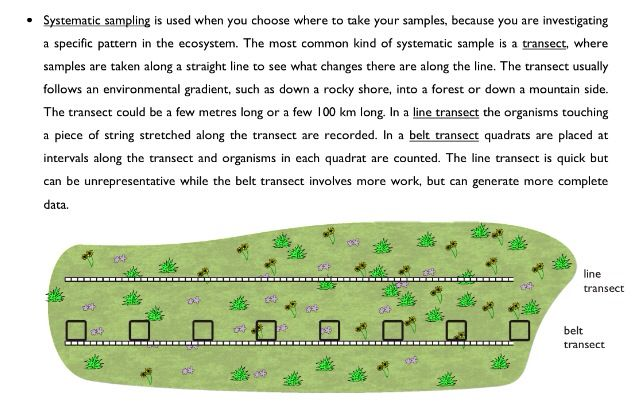 • Systematic sampling is used when you choose where to take your samples, because you are investigating
a specific pattern in the ecosystem. The most common kind of systematic sample is a transect, where
samples are taken along a straight line to see what changes there are along the line. The transect usually
follows an environmental gradient, such as down a rocky shore, into a forest or down a mountain side.
The transect could be a few metres long or a few 100 km long. In a line transect the organisms touching
a piece of string stretched along the transect are recorded. In a belt transect quadrats are placed at
intervals along the transect and organisms in each quadrat are counted. The line transect is quick but
can be unrepresentative while the belt transect involves more work, but can generate more complete
data.
line
transect
belt
transect